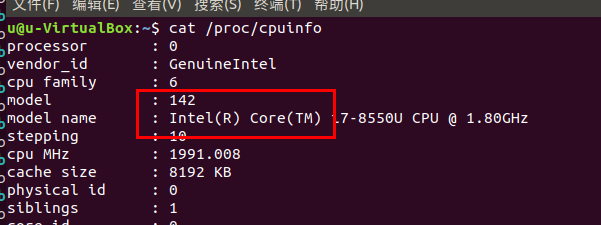 文件(F) 编辑(E) 查看(V) 搜索(S) 终端(T) 帮助(H)
u@u-VirtualBox:~$ cat /proc/cpuinfo
processor : 0
vendor_id : GenuineIntel
cpu family : 6
model : 142
model name : Intel(R) Core(TM) i7-8550U CPU @ 1.80GHz
stepping : 10
cpu MHz : 1991.008
cache size : 8192 KB
physical id : 0
siblings : 1
core id : 0